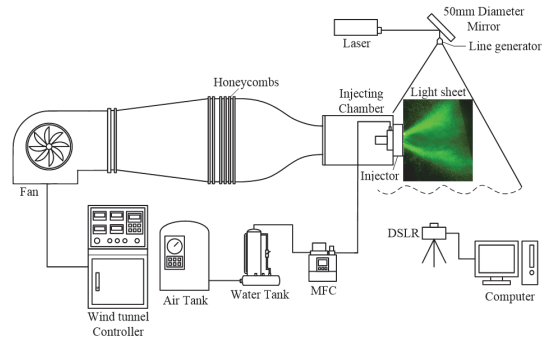 50mm Diameter
Mirror
Laser
Line generator
Honeycombs
Injecting
Chamber
Light sheet
Injector
Fan
DSLR
Computer
Air Tank
Water Tank
MFC
Wind tunnel
Controller